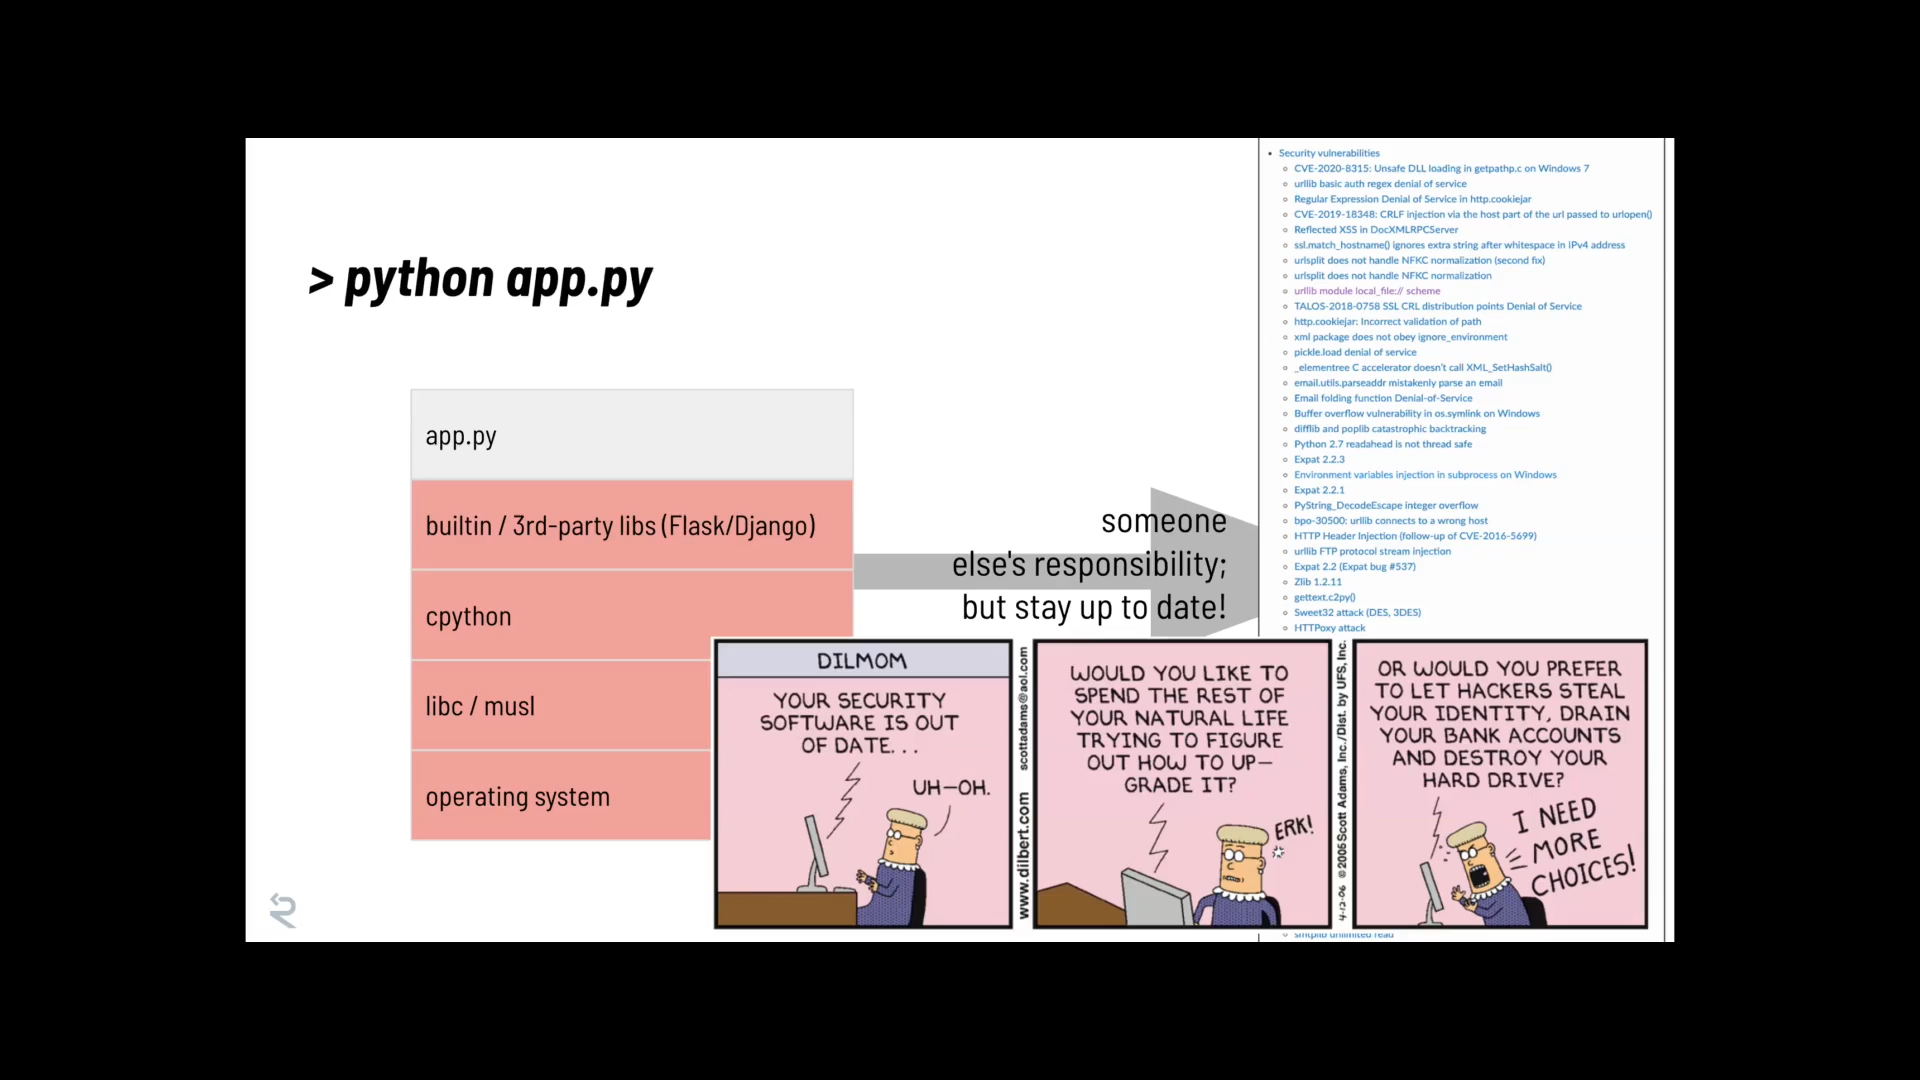 > python app.py
app.py
builtin / 3rd-party libs (Flask/Django)
cpython
libc / musl
operating system
someone
else's responsibility;
but stay up to date!
Security vulnerabilities
CVE-2020-8315: Unsafe DLL loading in getpathp.c on Windows 7
urllib basic auth regex denial of service
Regular Expression Denial of Service in http.cookiejar
CVE-2019-18348: CRLF injection via the host part of the url passed to urlopen()
Reflected XSS in DocXMLRPCServer
ssl.match_hostname() ignores extra string after whitespace in IPv4 address
urlsplit does not handle NFKC normalization (second fix)
urlsplit does not handle NFKC normalization
urllib module local_file:// scheme
TALOS-2018-0758 SSL CRL distribution points Denial of Service
http.cookiejar: Incorrect validation of path
xml package does not obey ignore_environment
pickle.load denial of service
_elementree C accelerator doesn't call XML_SetHashSalt()
email.utils.parseaddr mistakenly parse an email
Email folding function Denial-of-Service
Buffer overflow vulnerability in os.symlink on Windows
difflib and poplib catastrophic backtracking
Python 2.7 readahead is not thread safe
Expat 2.2.3
Environment variables injection in subprocess on Windows
Expat 2.2.1
PyString_DecodeEscape integer overflow
bpo-30500: urllib connects to a wrong host
HTTP Header Injection (follow-up of CVE-2016-5699)
urllib FTP protocol stream injection
Expat 2.2 (Expat bug #537)
Zlib 1.2.11
gettext.c2py()
Sweet32 attack (DES, 3DES)
HTTPoxy attack
DILMOM
YOUR SECURITY
SOFTWARE IS OUT
OF DATE...
UH-OH.
www.dilbert.com scottadams@aol.com
WOULD YOU LIKE TO
SPEND THE REST OF
YOUR NATURAL LIFE
TRYING TO FIGURE
OUT HOW TO UP-
GRADE IT?
ERK!
4-12-06 ©2005 Scott Adams, Inc./Dist. by UFS, Inc.
OR WOULD YOU PREFER
TO LET HACKERS STEAL
YOUR IDENTITY, DRAIN
YOUR BANK ACCOUNTS
AND DESTROY YOUR
HARD DRIVE?
I NEED
MORE
CHOICES!
smtplib unlimited read